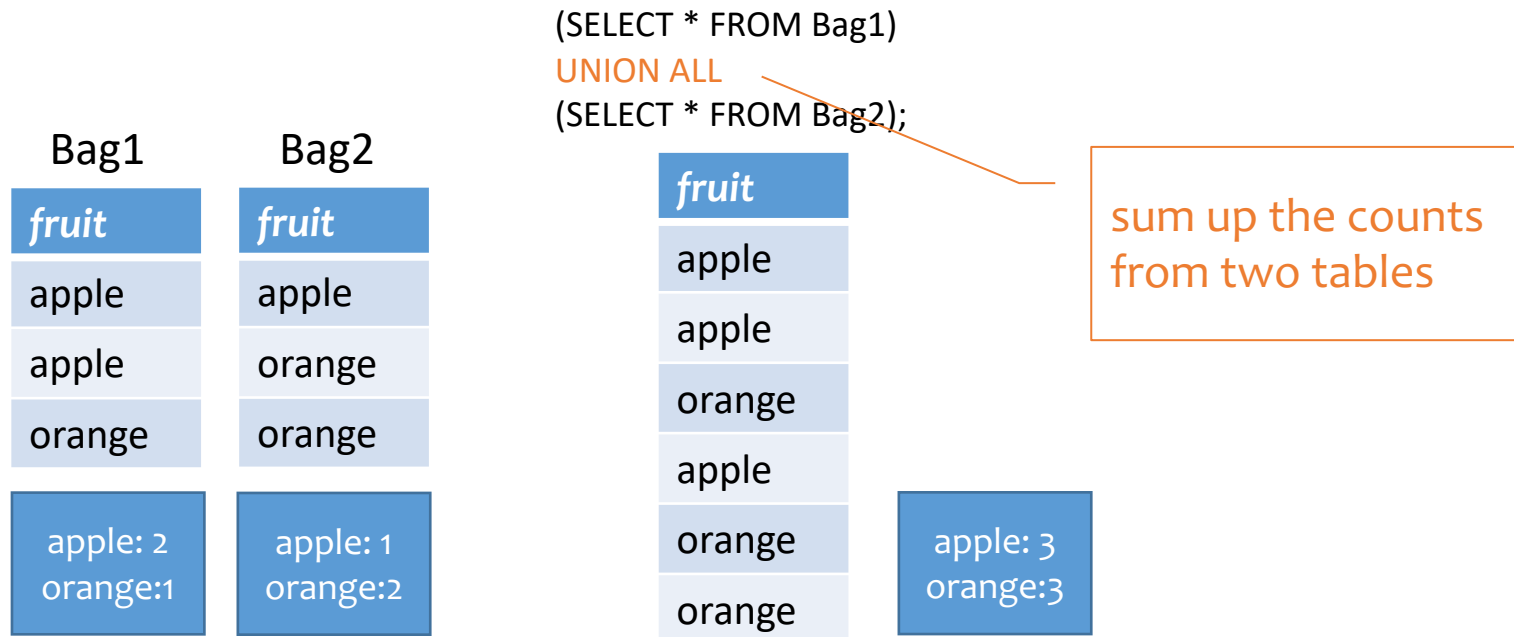 (SELECT * FROM Bag1)
UNION ALL
(SELECT * FROM Bag2);
Bag1
fruit
apple
apple
orange
apple: 2
orange:1
Bag2
fruit
apple
orange
orange
apple: 1
orange:2
fruit
apple
apple
orange
apple
orange
orange
apple: 3
orange:3
sum up the counts
from two tables